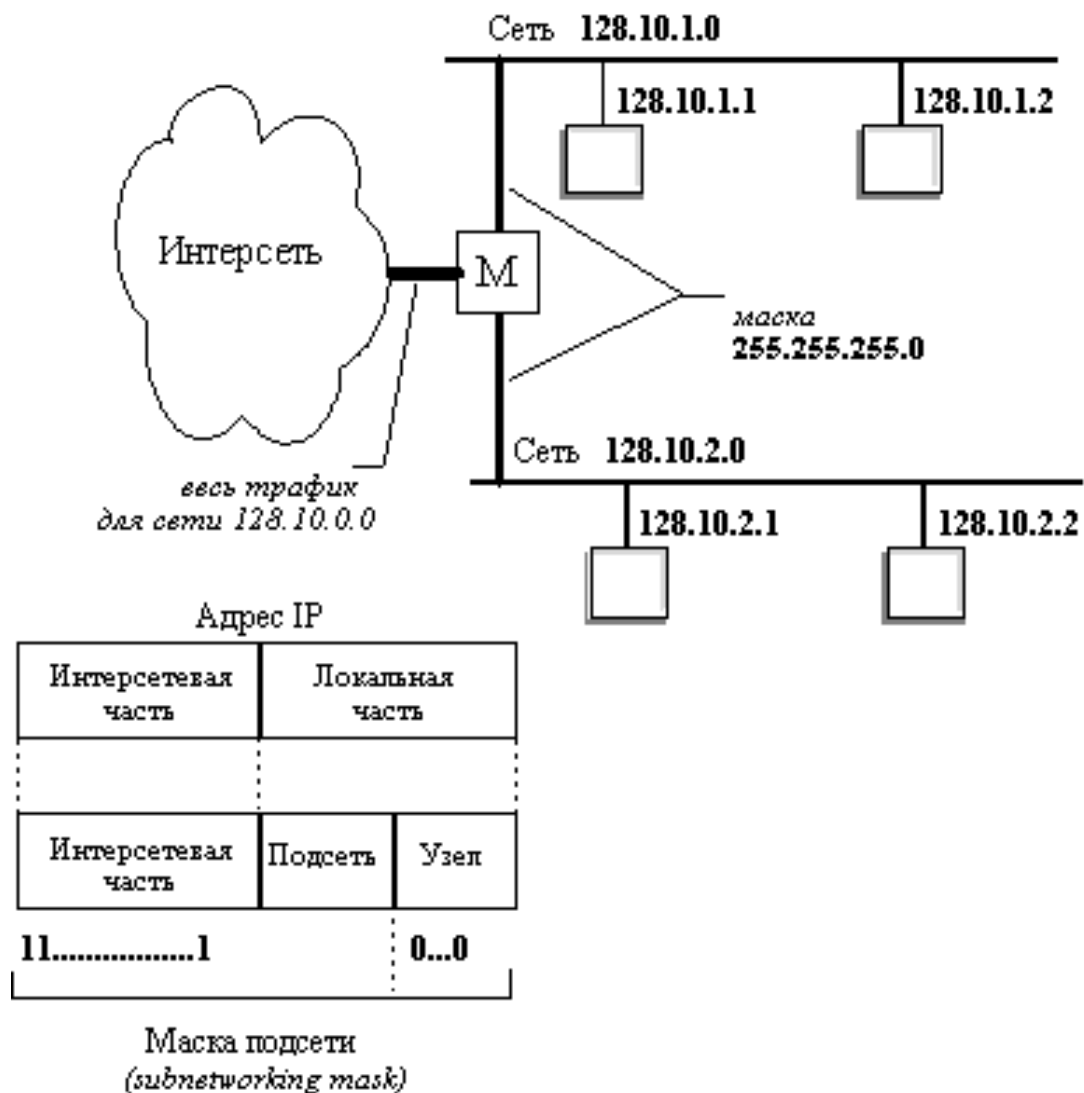 Сеть 128.10.1.0
128.10.1.1
128.10.1.2
Интерсеть
М
маска
255.255.255.0
Сеть 128.10.2.0
весь трафик
для сети 128.10.0.0
128.10.2.1
128.10.2.2
Адрес IP
Интерсетевая
часть
Локальная
часть
Интерсетевая
часть
Подсеть
Узел
11.................1
0...0
Маска подсети
(subnetworking mask)